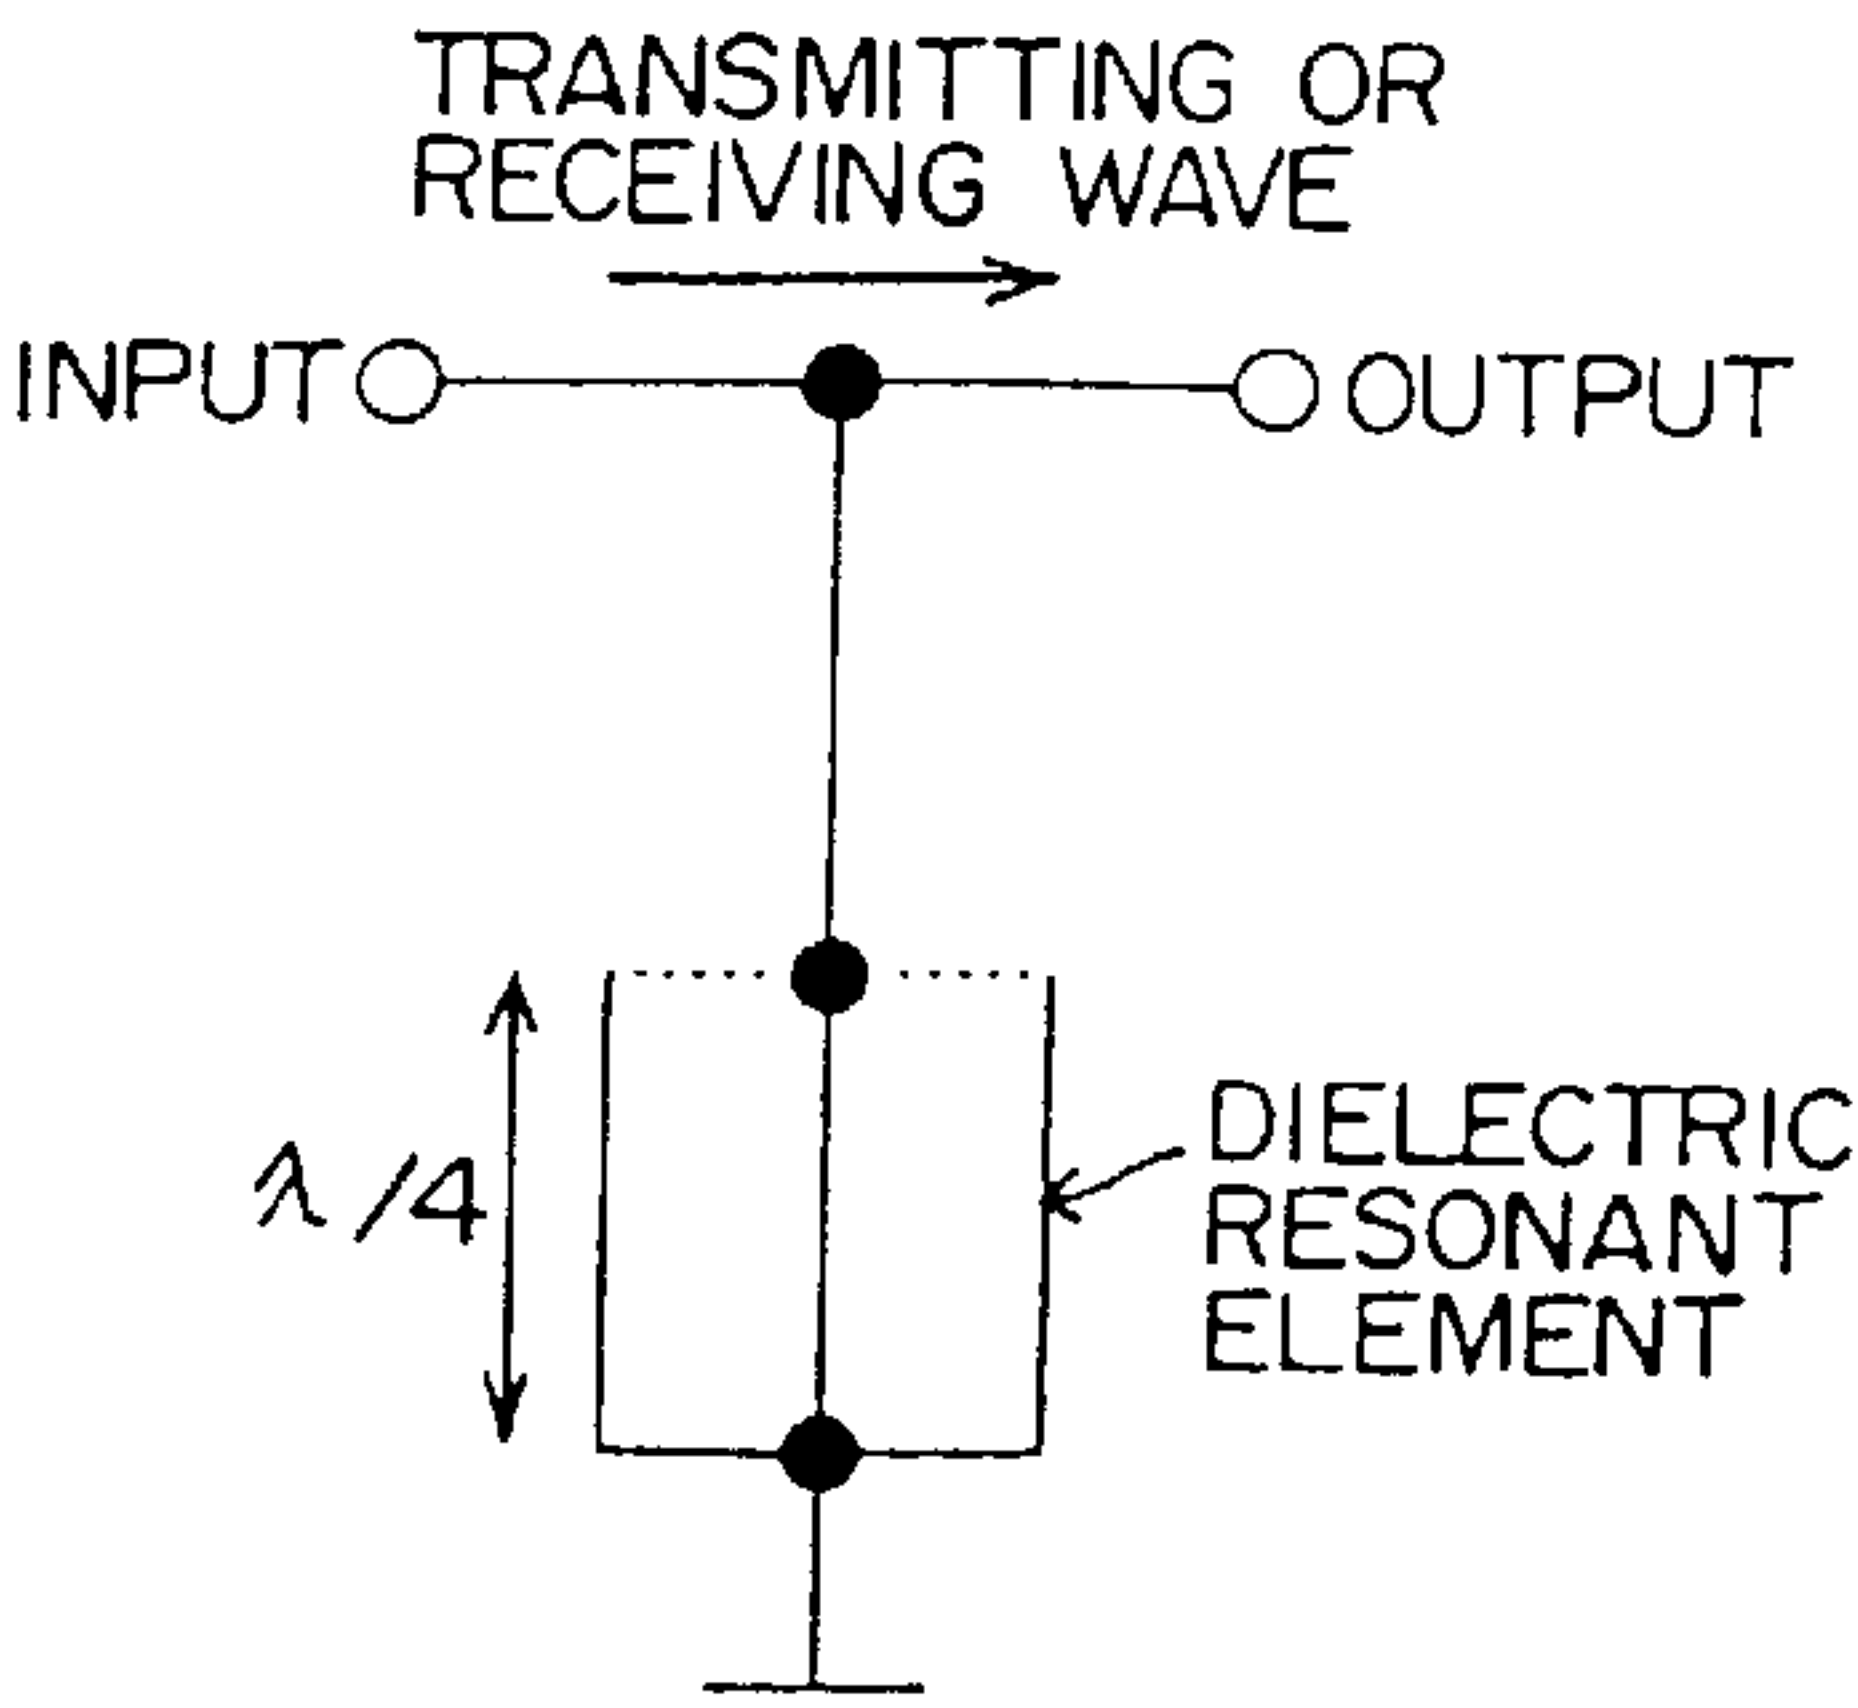 TRANSMITTING OR
RECEIVING WAVE
INPUT
OUTPUT
λ/4
DIELECTRIC
RESONANT
ELEMENT